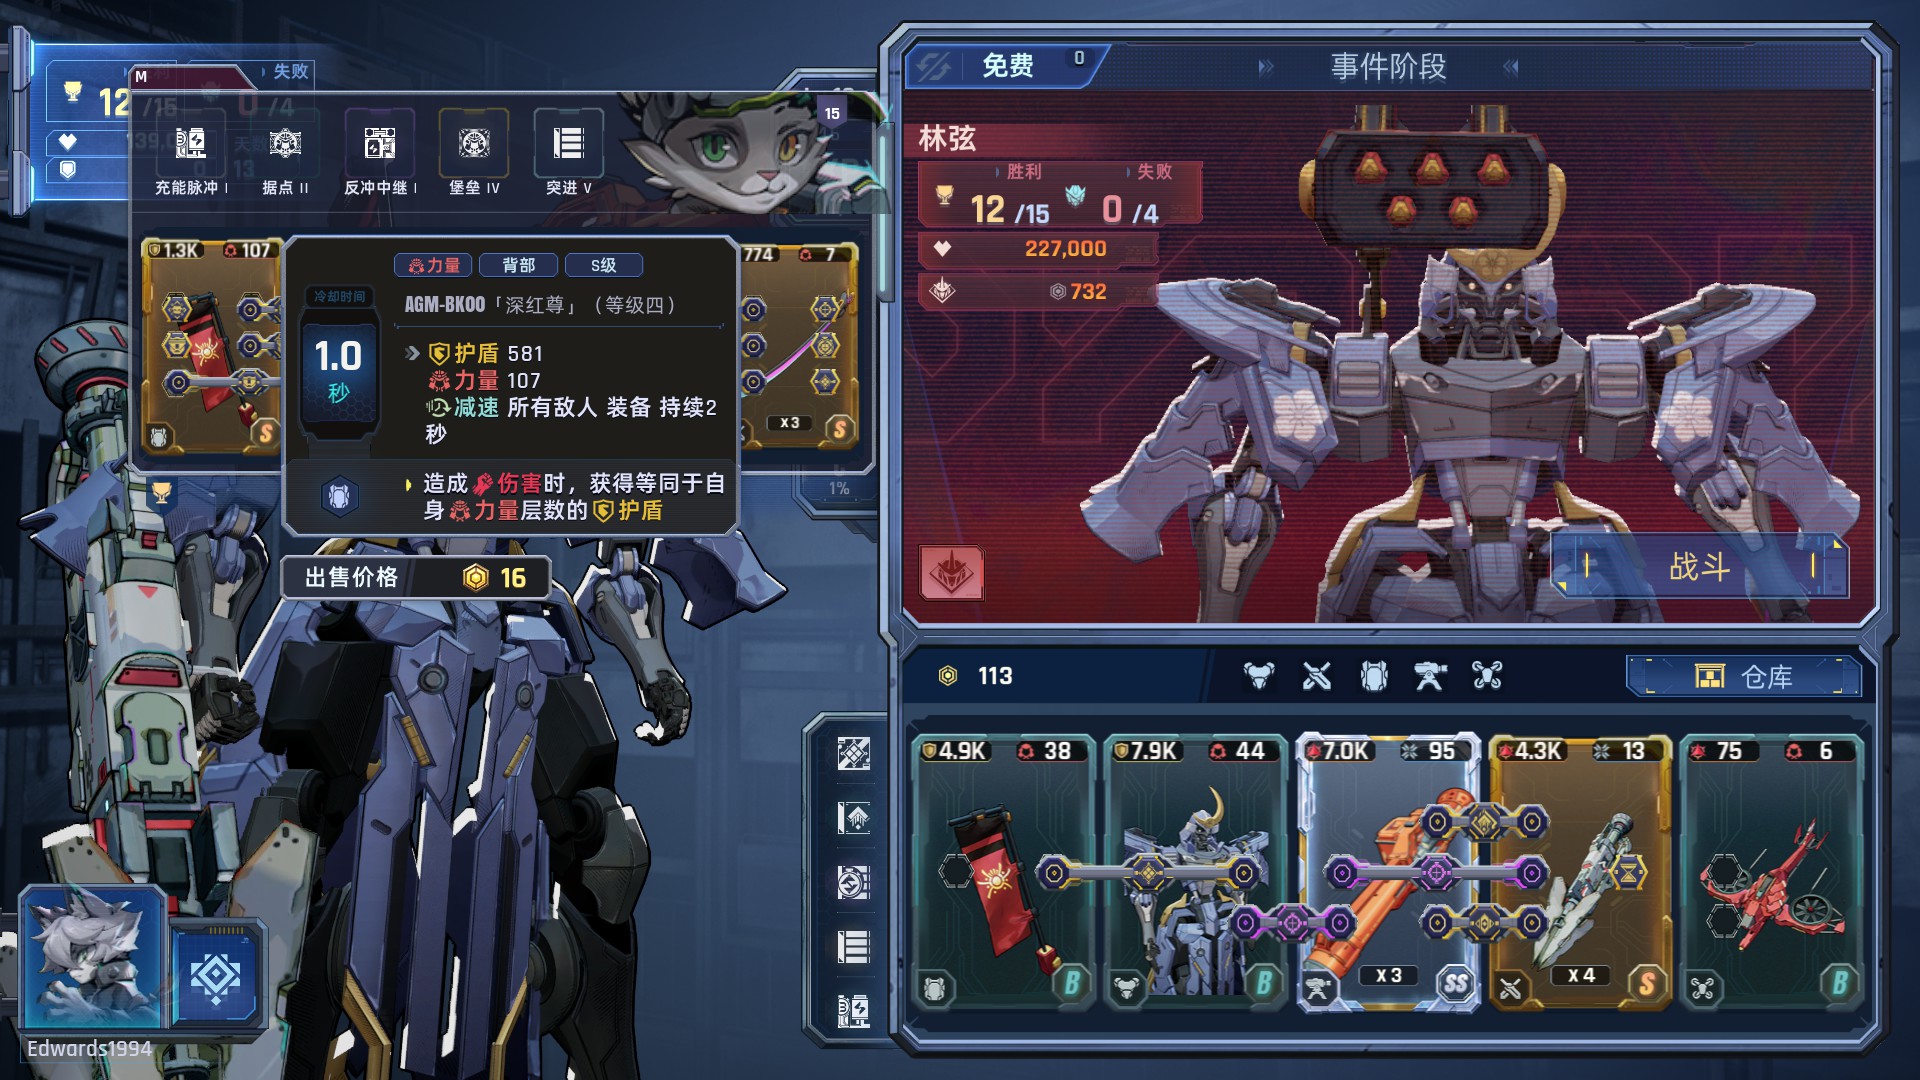 M
失败
12/15
0/4
15
充能脉冲 I
据点 II
反冲中继 I
堡垒 IV
突进 V
1.3K
107
774
7
x3
S
S
力量
背部
S级
冷却时间
1.0
秒
AGM-BK00「深红尊」（等级四）
护盾 581
力量 107
减速 所有敌人 装备 持续2
秒
造成伤害时，获得等同于自
身力量层数的护盾
出售价格
16
1%
Edwards1994
免费
0
事件阶段
林弦
胜利
失败
12/15
0/4
227,000
732
战斗
113
仓库
4.9K
38
B
7.9K
44
B
7.0K
95
x3
SS
4.3K
13
x4
S
75
6
B